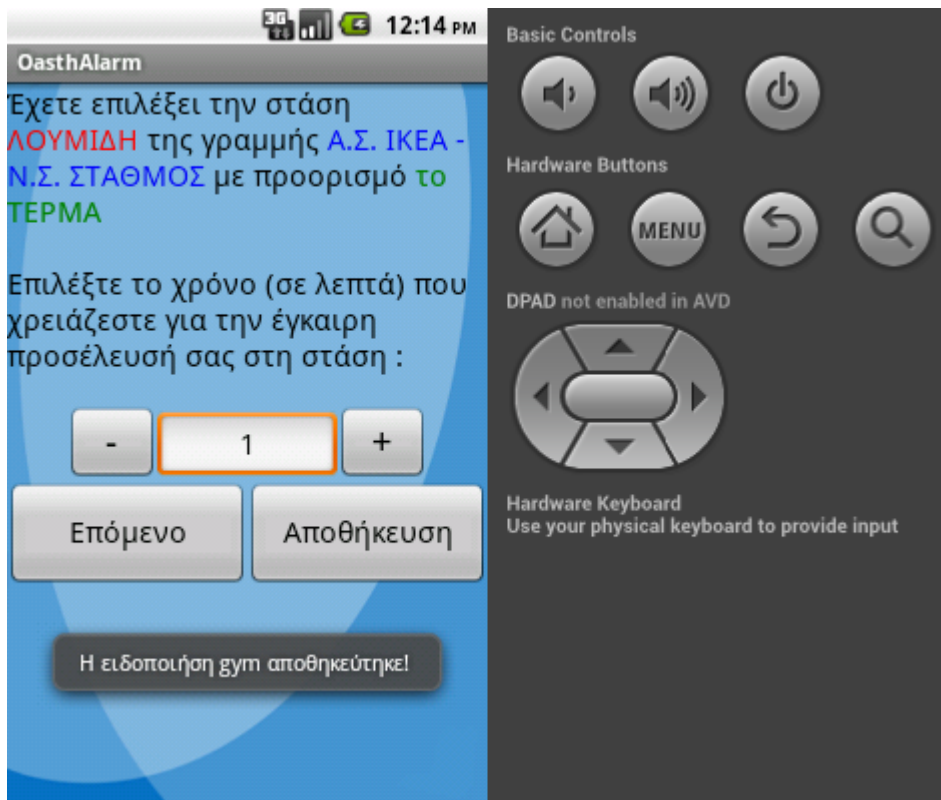 12:14 PM
OasthAlarm
Έχετε επιλέξει την στάση
ΛΟΥΜΙΔΗ της γραμμής Α.Σ. ΙΚΕΑ -
Ν.Σ. ΣΤΑΘΜΟΣ με προορισμό το
ΤΕΡΜΑ
Επιλέξτε το χρόνο (σε λεπτά) που
χρειάζεστε για την έγκαιρη
προσέλευσή σας στη στάση :
- 1 +
Επόμενο Αποθήκευση
Η ειδοποιήση gym αποθηκεύτηκε!
Basic Controls
Hardware Buttons
MENU
DPAD not enabled in AVD
Hardware Keyboard
Use your physical keyboard to provide input
3G